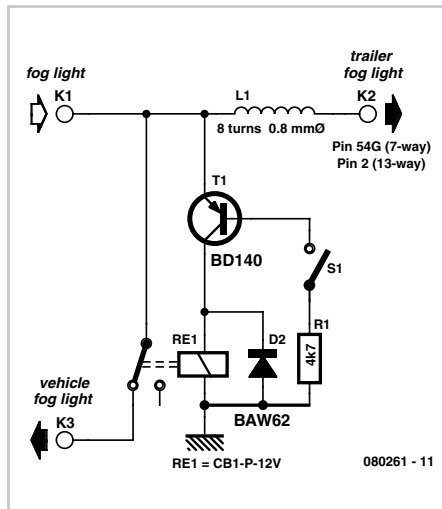 fog light
K1
L1
8 turns 0.8 mmØ
trailer
fog light
K2
Pin 54G (7-way)
Pin 2 (13-way)
T1
BD140
S1
R1
4k7
RE1
D2
BAW62
vehicle
fog light
K3
RE1 = CB1-P-12V
080261 - 11